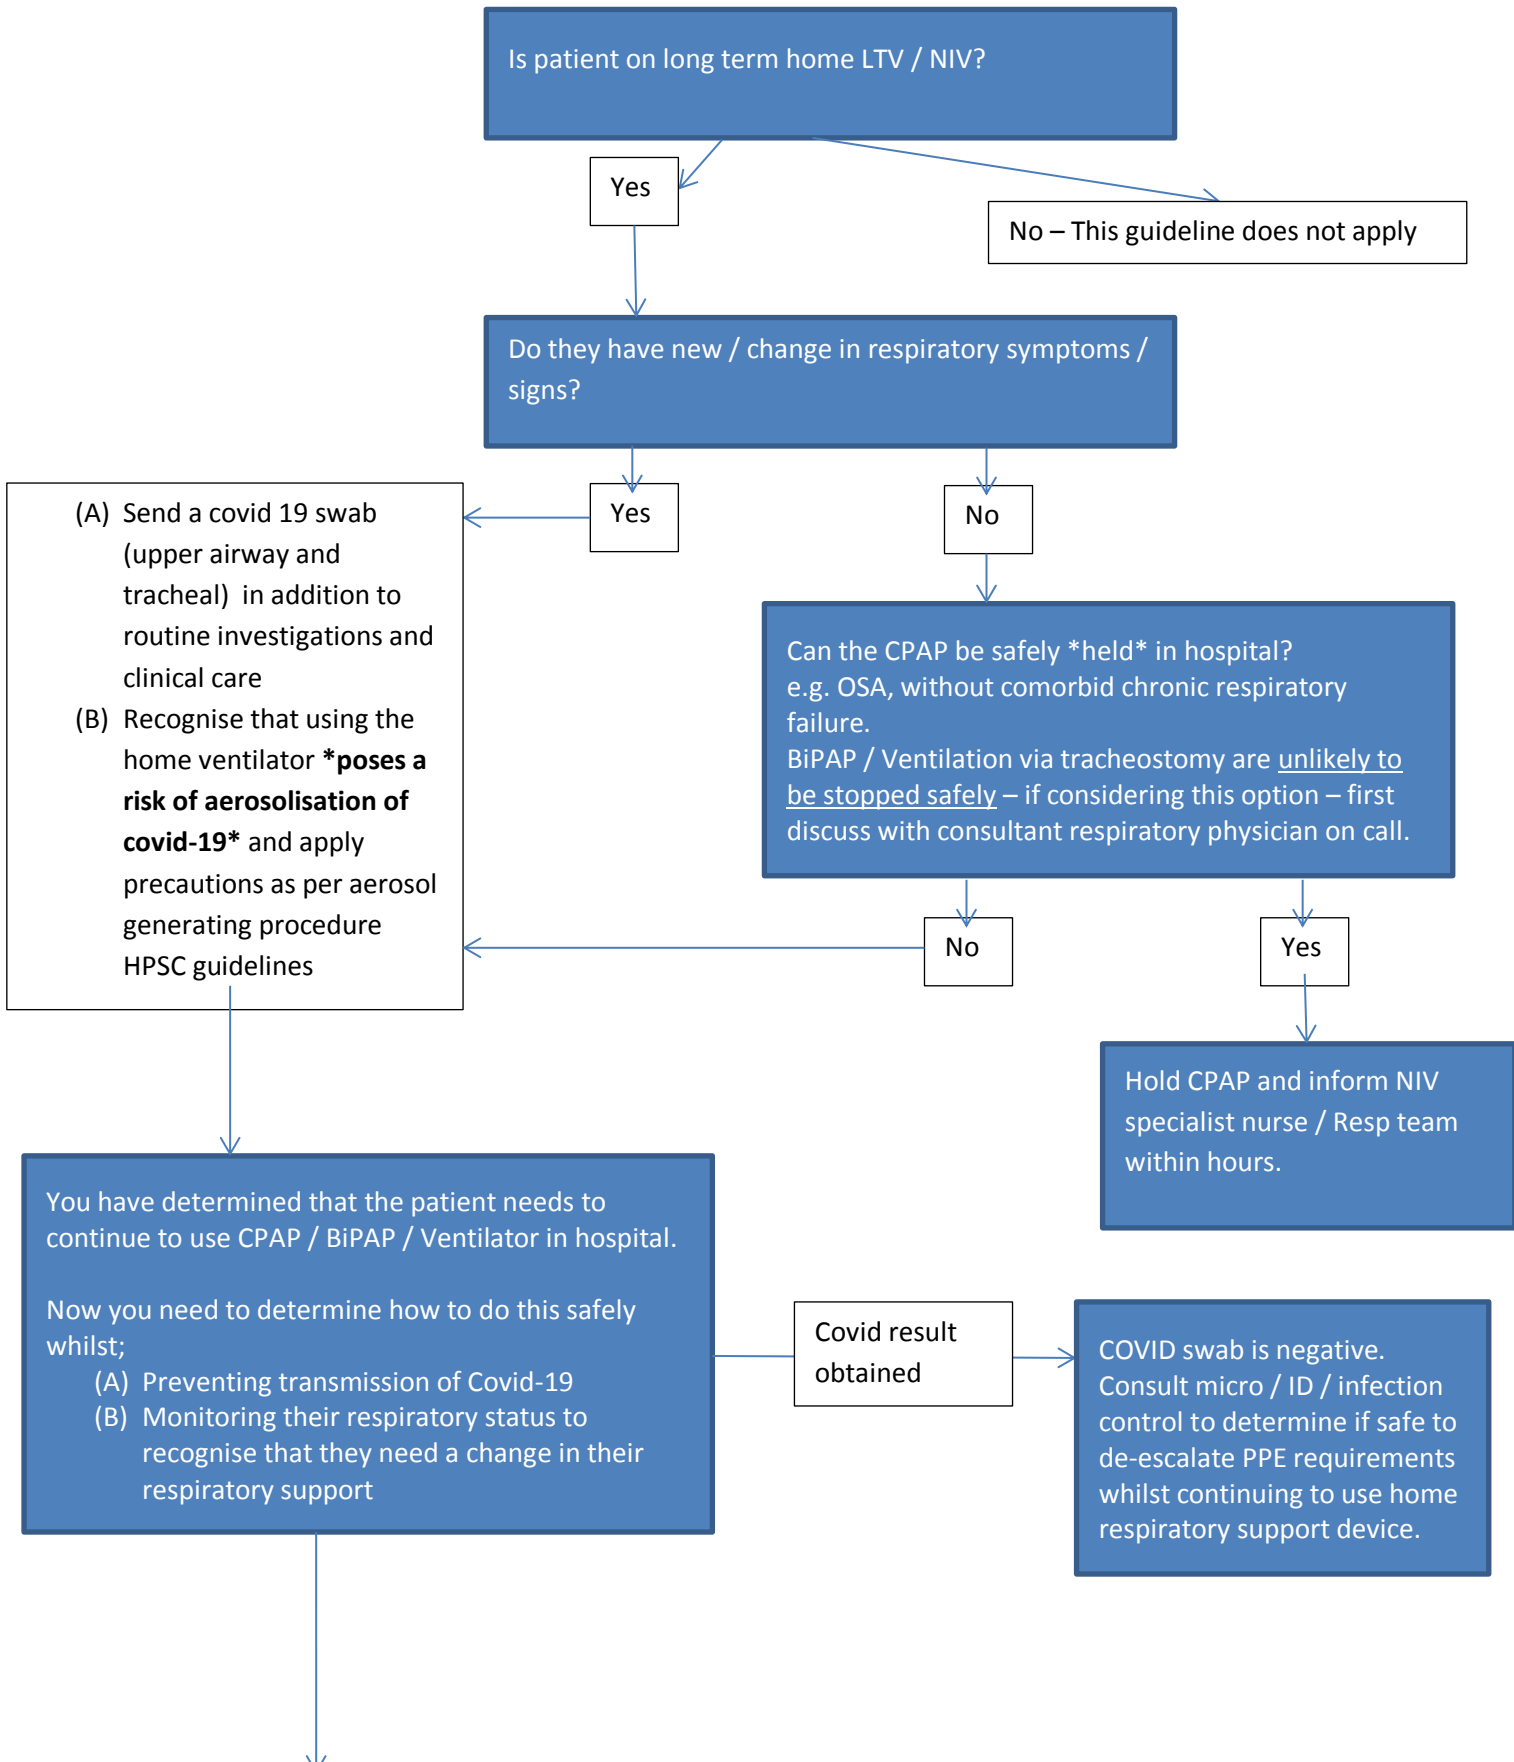 Is patient on long term home LTV / NIV?
Yes
No – This guideline does not apply
Do they have new / change in respiratory symptoms /
signs?
Yes
No
(A) Send a covid 19 swab
(upper airway and
tracheal) in addition to
routine investigations and
clinical care
(B) Recognise that using the
home ventilator *poses a
risk of aerosolisation of
covid-19* and apply
precautions as per aerosol
generating procedure
HPSC guidelines
Can the CPAP be safely *held* in hospital?
e.g. OSA, without comorbid chronic respiratory
failure.
BiPAP / Ventilation via tracheostomy are unlikely to
be stopped safely – if considering this option – first
discuss with consultant respiratory physician on call.
No
Yes
Hold CPAP and inform NIV
specialist nurse / Resp team
within hours.
You have determined that the patient needs to
continue to use CPAP / BiPAP / Ventilator in hospital.
Now you need to determine how to do this safely
whilst;
(A) Preventing transmission of Covid-19
(B) Monitoring their respiratory status to
recognise that they need a change in their
respiratory support
Covid result
obtained
COVID swab is negative.
Consult micro / ID / infection
control to determine if safe to
de-escalate PPE requirements
whilst continuing to use home
respiratory support device.